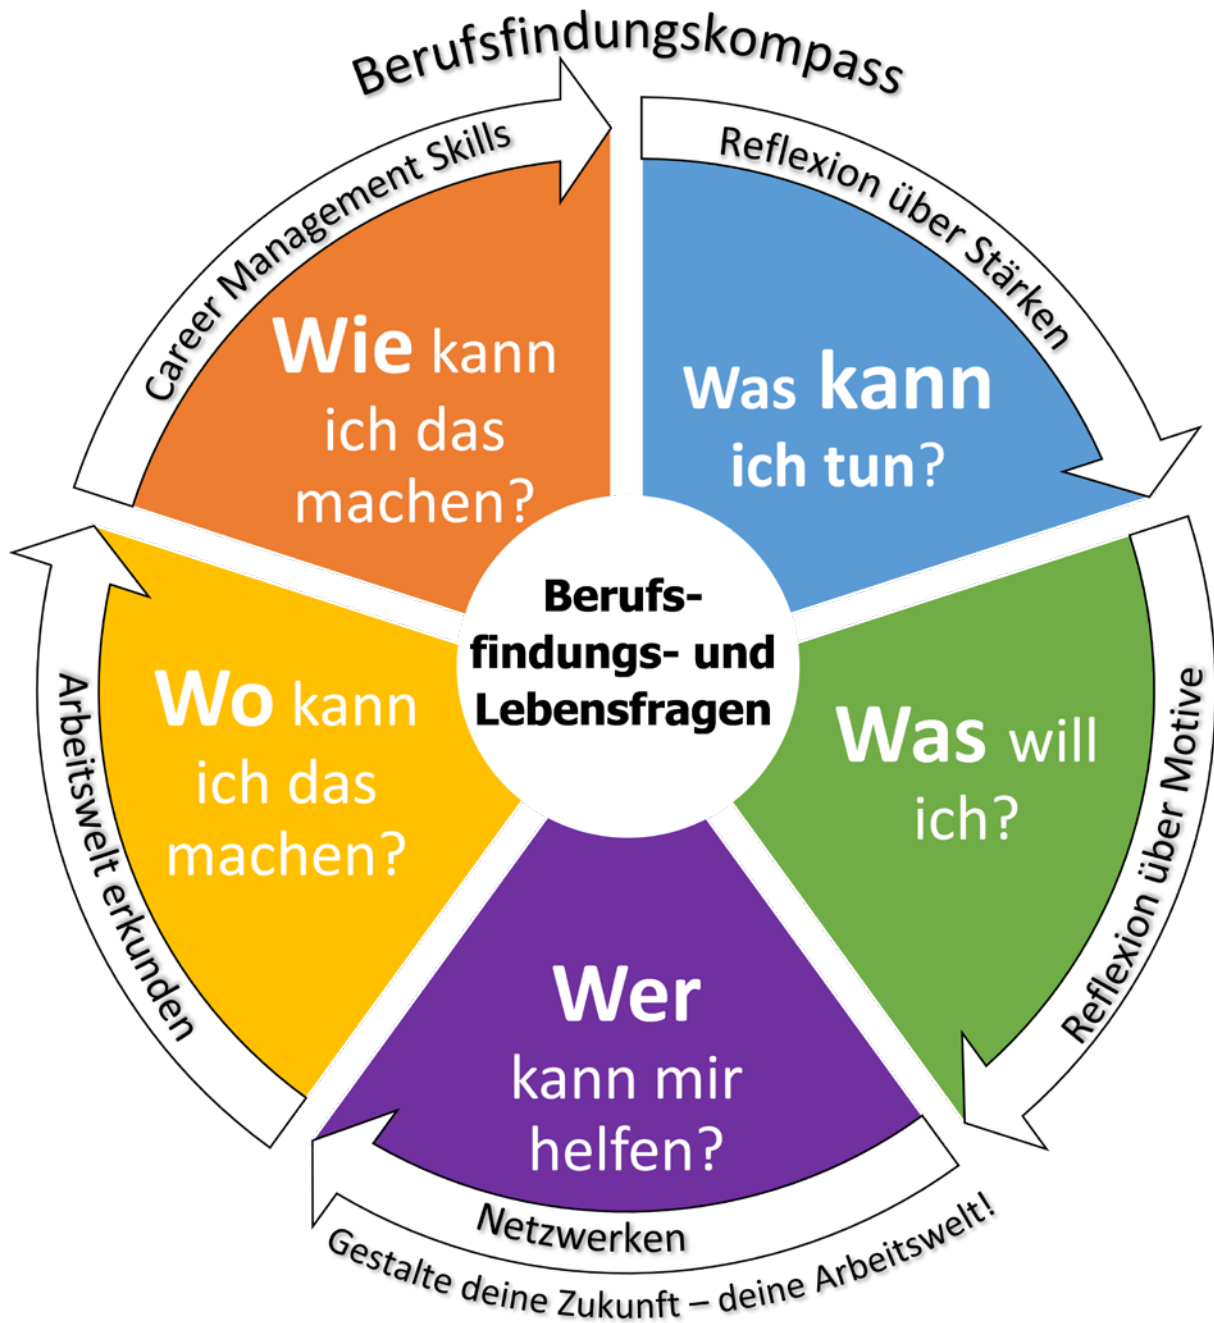 Berufsfindungskompass
Reflexion über Stärken
Was kann
ich tun?
Reflexion über Motive
Was will
ich?
Netzwerken
Wer
kann mir
helfen?
Arbeitswelt erkunden
Wo kann
ich das
machen?
Career Management Skills
Wie kann
ich das
machen?
Berufs-
findungs- und
Lebensfragen
Gestalte deine Zukunft – deine Arbeitswelt!